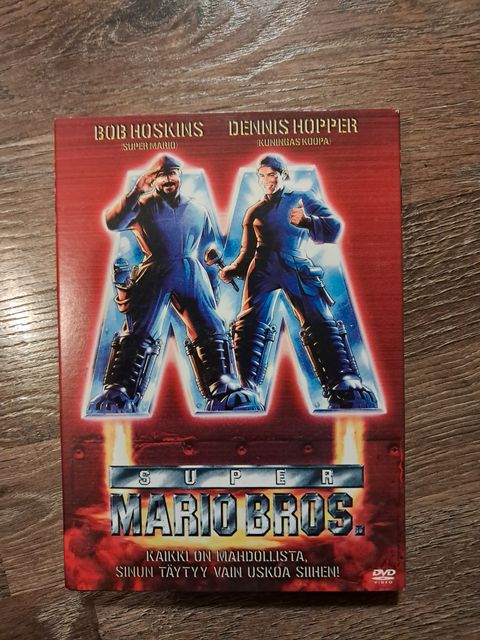 BOB HOSKINS DENNIS HOPPER
(SUPER MARIO) (KUNINGAS KOOPA)
SUPER
MARIO BROS.
KAIKKI ON MAHDOLLISTA,
SINUN TÄYTYY VAIN USKOA SIIHEN!
DVD
VIDEO